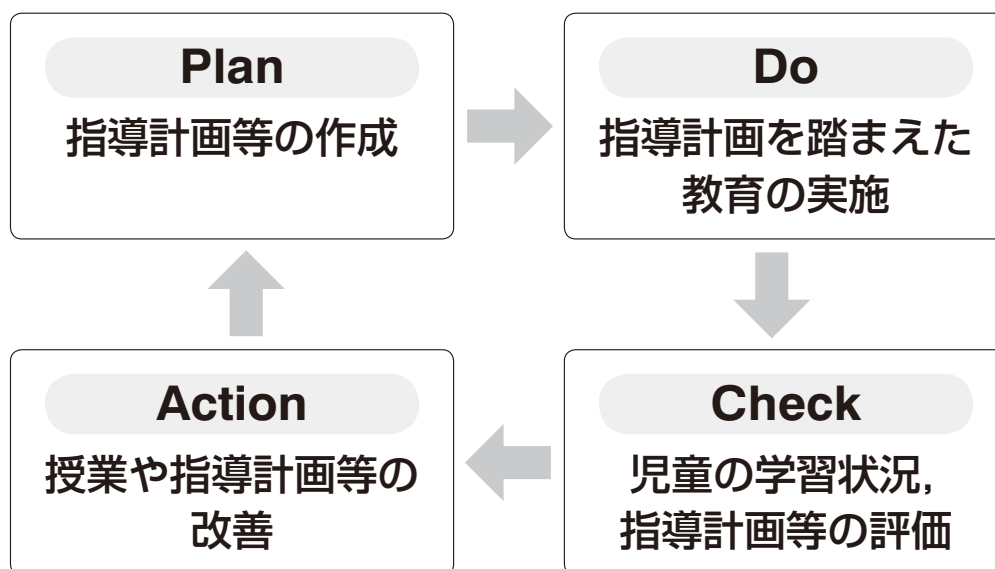 Plan
指導計画等の作成
Do
指導計画を踏まえた
教育の実施
Action
授業や指導計画等の
改善
Check
児童の学習状況,
指導計画等の評価